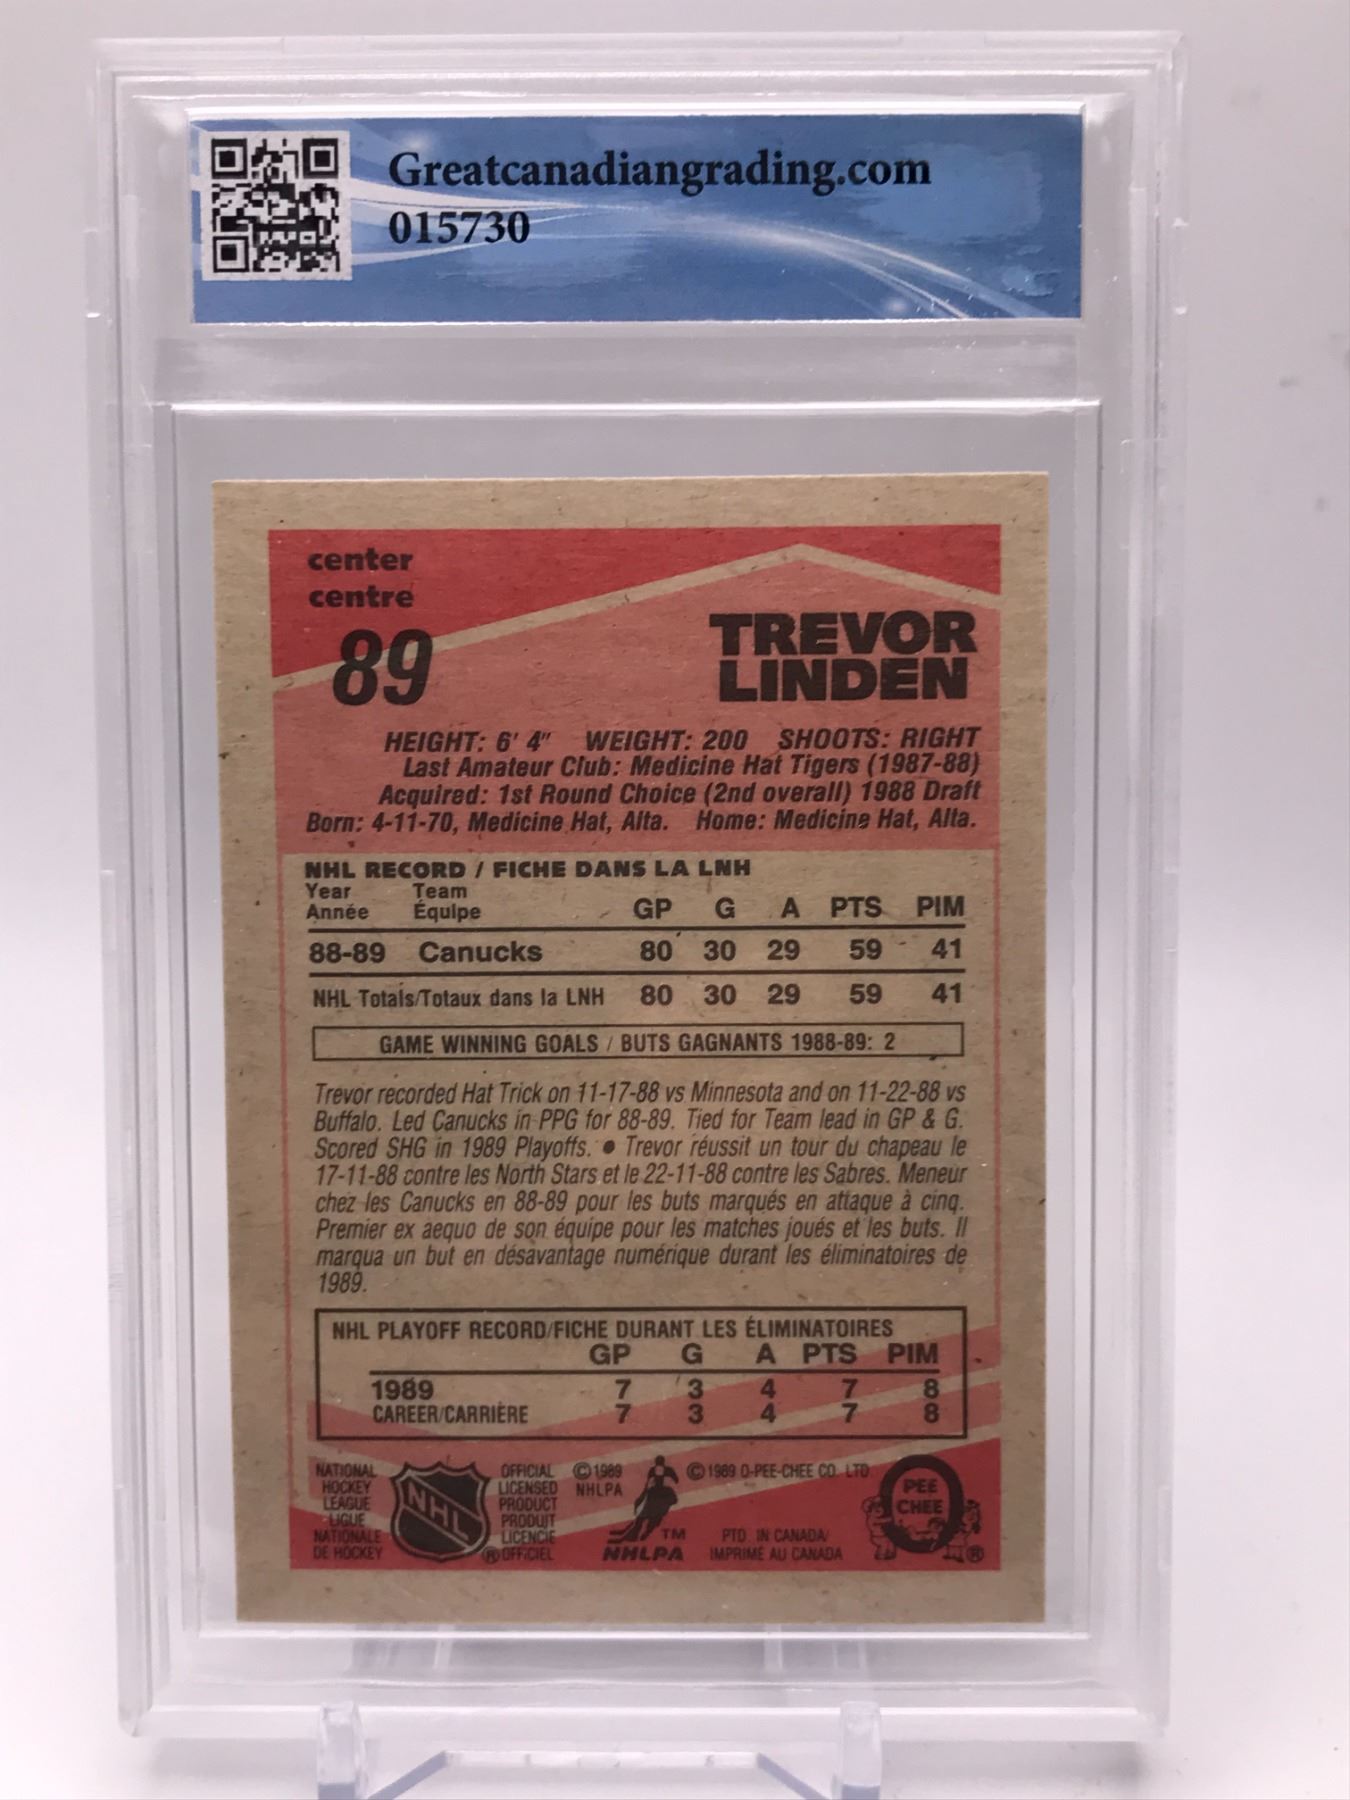 Greatcanadiangrading.com
015730
center
centre
89
TREVOR
LINDEN
HEIGHT: 6' 4" WEIGHT: 200 SHOOTS: RIGHT
Last Amateur Club: Medicine Hat Tigers (1987-88)
Acquired: 1st Round Choice (2nd overall) 1988 Draft
Born: 4-11-70, Medicine Hat, Alta. Home: Medicine Hat, Alta.
NHL RECORD / FICHE DANS LA LNH
Year Team
Année Équipe GP G A PTS PIM
88-89 Canucks 80 30 29 59 41
NHL Totals/Totaux dans la LNH 80 30 29 59 41
GAME WINNING GOALS / BUTS GAGNANTS 1988-89: 2
Trevor recorded Hat Trick on 11-17-88 vs Minnesota and on 11-22-88 vs
Buffalo. Led Canucks in PPG for 88-89. Tied for Team lead in GP & G.
Scored SHG in 1989 Playoffs. ● Trevor réussit un tour du chapeau le
17-11-88 contre les North Stars et le 22-11-88 contre les Sabres. Meneur
chez les Canucks en 88-89 pour les buts marqués en attaque à cinq.
Premier ex aequo de son équipe pour les matches joués et les buts. Il
marqua un but en désavantage numérique durant les éliminatoires de
1989.
NHL PLAYOFF RECORD/FICHE DURANT LES ÉLIMINATOIRES
GP G A PTS PIM
1989 7 3 4 7 8
CAREER/CARRIÈRE 7 3 4 7 8
NATIONAL
HOCKEY
LEAGUE
LIGUE
NATIONALE
DE HOCKEY
NHL
®
OFFICIAL
LICENSED
PRODUCT
PRODUIT
LICENCIE
OFFICIEL
© 1989
NHLPA
TM
NHLPA
© 1989 O-PEE-CHEE CO. LTD
PTD. IN CANADA/
IMPRIMÉ AU CANADA
O
PEE
CHEE
®